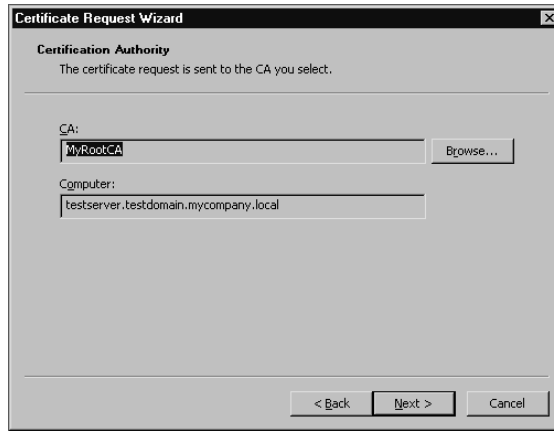 Certificate Request Wizard
Certification Authority
The certificate request is sent to the CA you select.
CA:
MyRootCA
Browse...
Computer:
testserver.testdomain.mycompany.local
< Back
Next >
Cancel